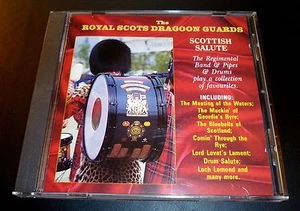 The
ROYAL SCOTS DRAGOON GUARDS
SCOTTISH
SALUTE
The Regimental
Band & Pipes
& Drums
play a collection
of favourites.
INCLUDING:
The Meeting of the Waters;
The Muckin' of
Geordie's Byre;
The Bluebells of
Scotland;
Comin' Through the
Rye;
Lord Lovat's Lament;
Drum Salute;
Loch Lomond and
many more.